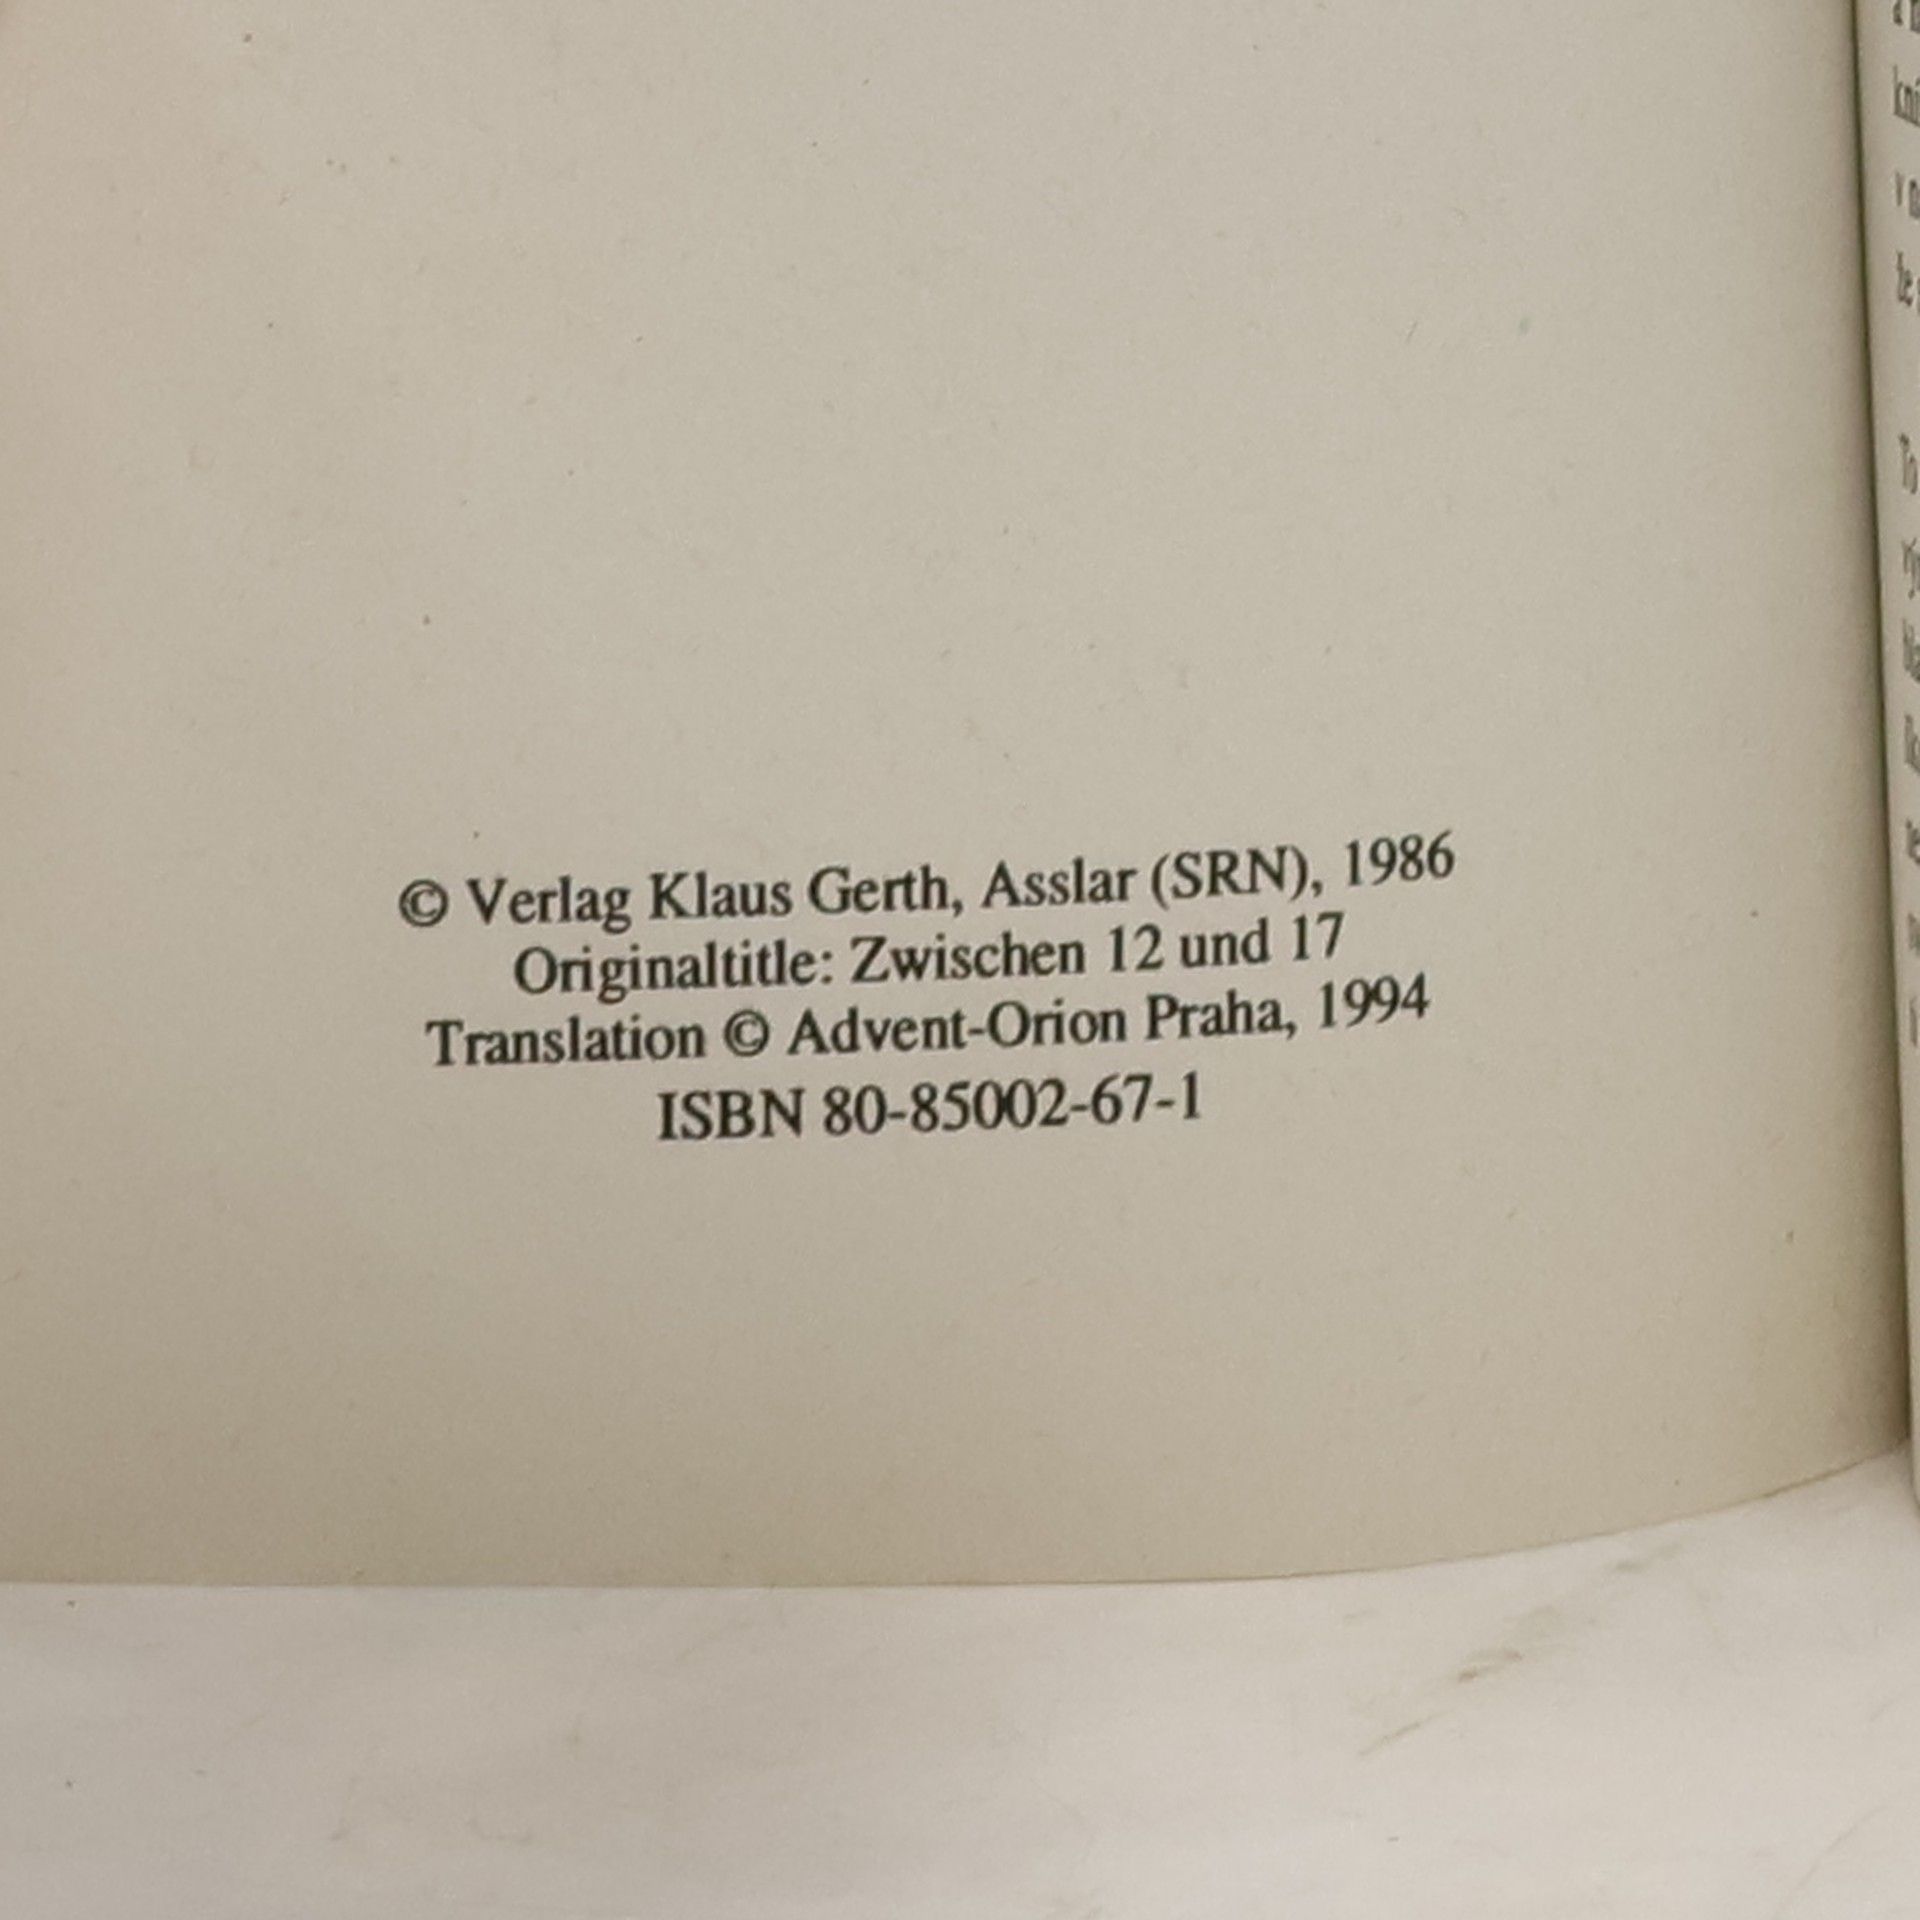 © Verlag Klaus Gerth, Asslar (SRN), 1986
Originaltitle: Zwischen 12 und 17
Translation © Advent-Orion Praha, 1994
ISBN 80-85002-67-1
To